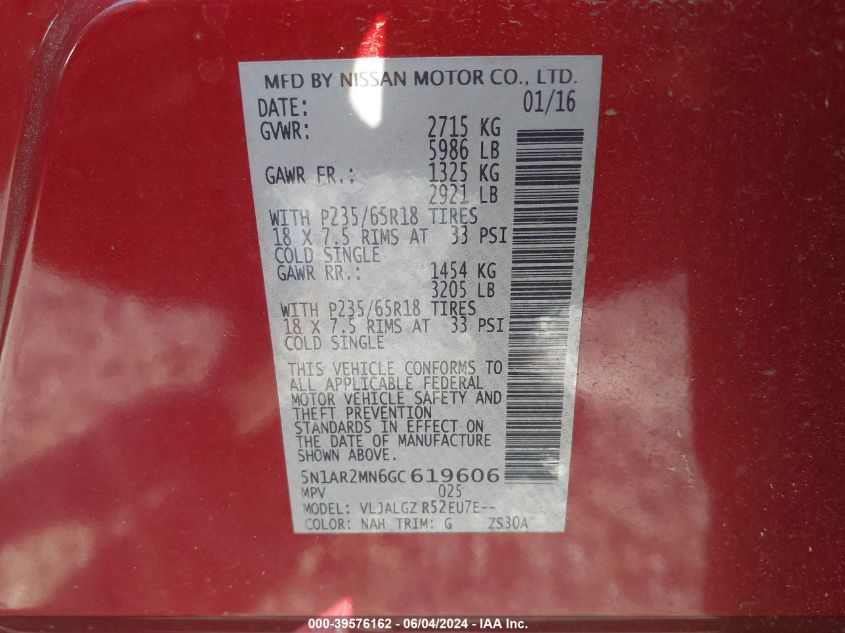 MFD BY NISSAN MOTOR CO., LTD.
DATE: 01/16
GVWR: 2715 KG
5986 LB
GAWR FR.: 1325 KG
2921 LB
WITH P235/65R18 TIRES
18 X 7.5 RIMS AT 33 PSI
COLD SINGLE
GAWR RR.: 1454 KG
3205 LB
WITH P235/65R18 TIRES
18 X 7.5 RIMS AT 33 PSI
COLD SINGLE
THIS VEHICLE CONFORMS TO
ALL APPLICABLE FEDERAL
MOTOR VEHICLE SAFETY AND
THEFT PREVENTION
STANDARDS IN EFFECT ON
THE DATE OF MANUFACTURE
SHOWN ABOVE.
5N1AR2MN6GC 619606
MPV 025
MODEL: VLJALGZ R52EU7E--
COLOR: NAH TRIM: G ZS30A
000-39576162 - 06/04/2024 - IAA Inc.